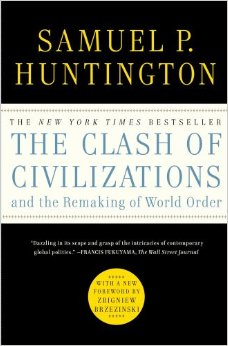 SAMUEL P.
HUNTINGTON
THE NEW YORK TIMES BESTSELLER
THE CLASH OF
CIVILIZATIONS
and the Remaking of World Order
"Dazzling in its scope and grasp of the intricacies of contemporary
global politics." –FRANCIS FUKUYAMA, The Wall Street Journal
WITH A NEW
FOREWORD BY
ZBIGNIEW
BRZEZINSKI